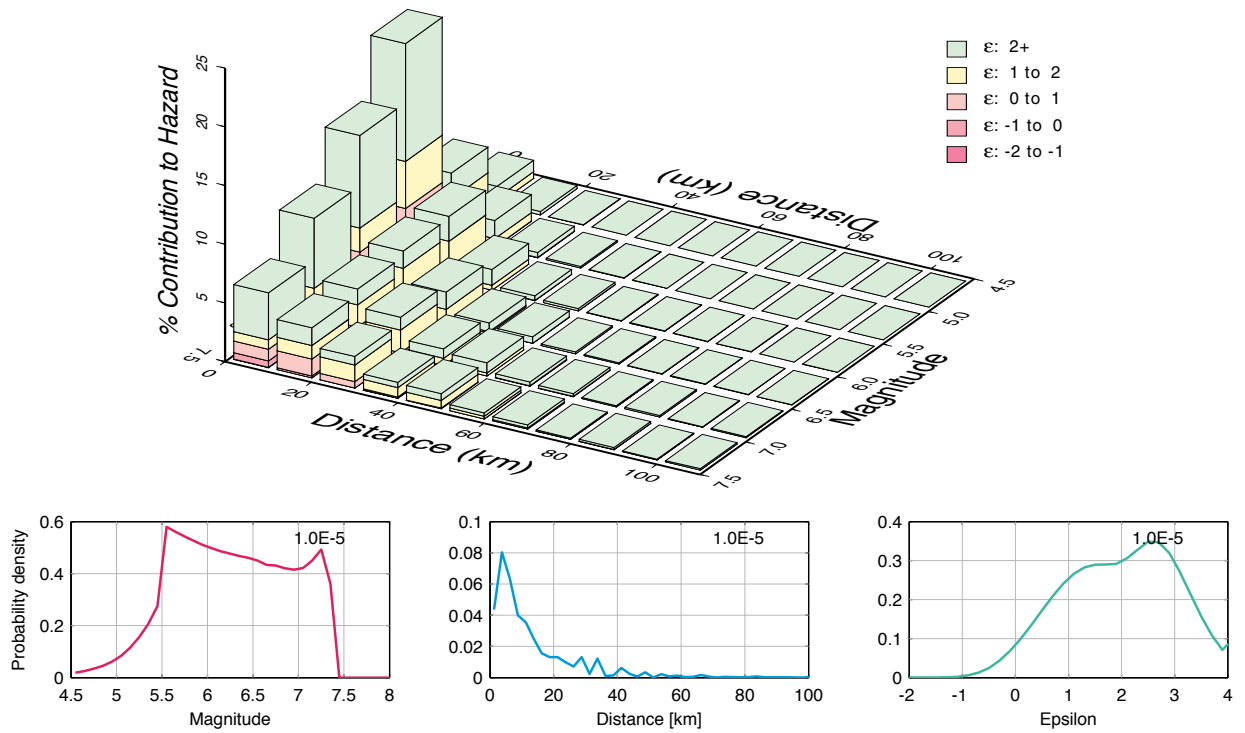 25
20
15
10
5
% Contribution to Hazard
ε: 2+
ε: 1 to 2
ε: 0 to 1
ε: -1 to 0
ε: -2 to -1
20
40
60
80
100
Distance (km)
4.5
5.0
5.5
6.0
6.5
7.0
7.5
Magnitude
0
20
40
60
80
100
Distance (km)
0.6
0.4
0.2
0
Probability density
1.0E-5
4.5 5 5.5 6 6.5 7 7.5 8
Magnitude
0.1
0.08
0.06
0.04
0.02
0
1.0E-5
0 20 40 60 80 100
Distance [km]
0.4
0.3
0.2
0.1
0
1.0E-5
-2 -1 0 1 2 3 4
Epsilon